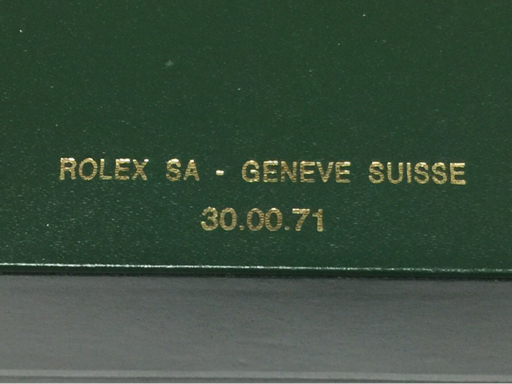 ROLEX SA - GENEVE SUISSE
30.00.71